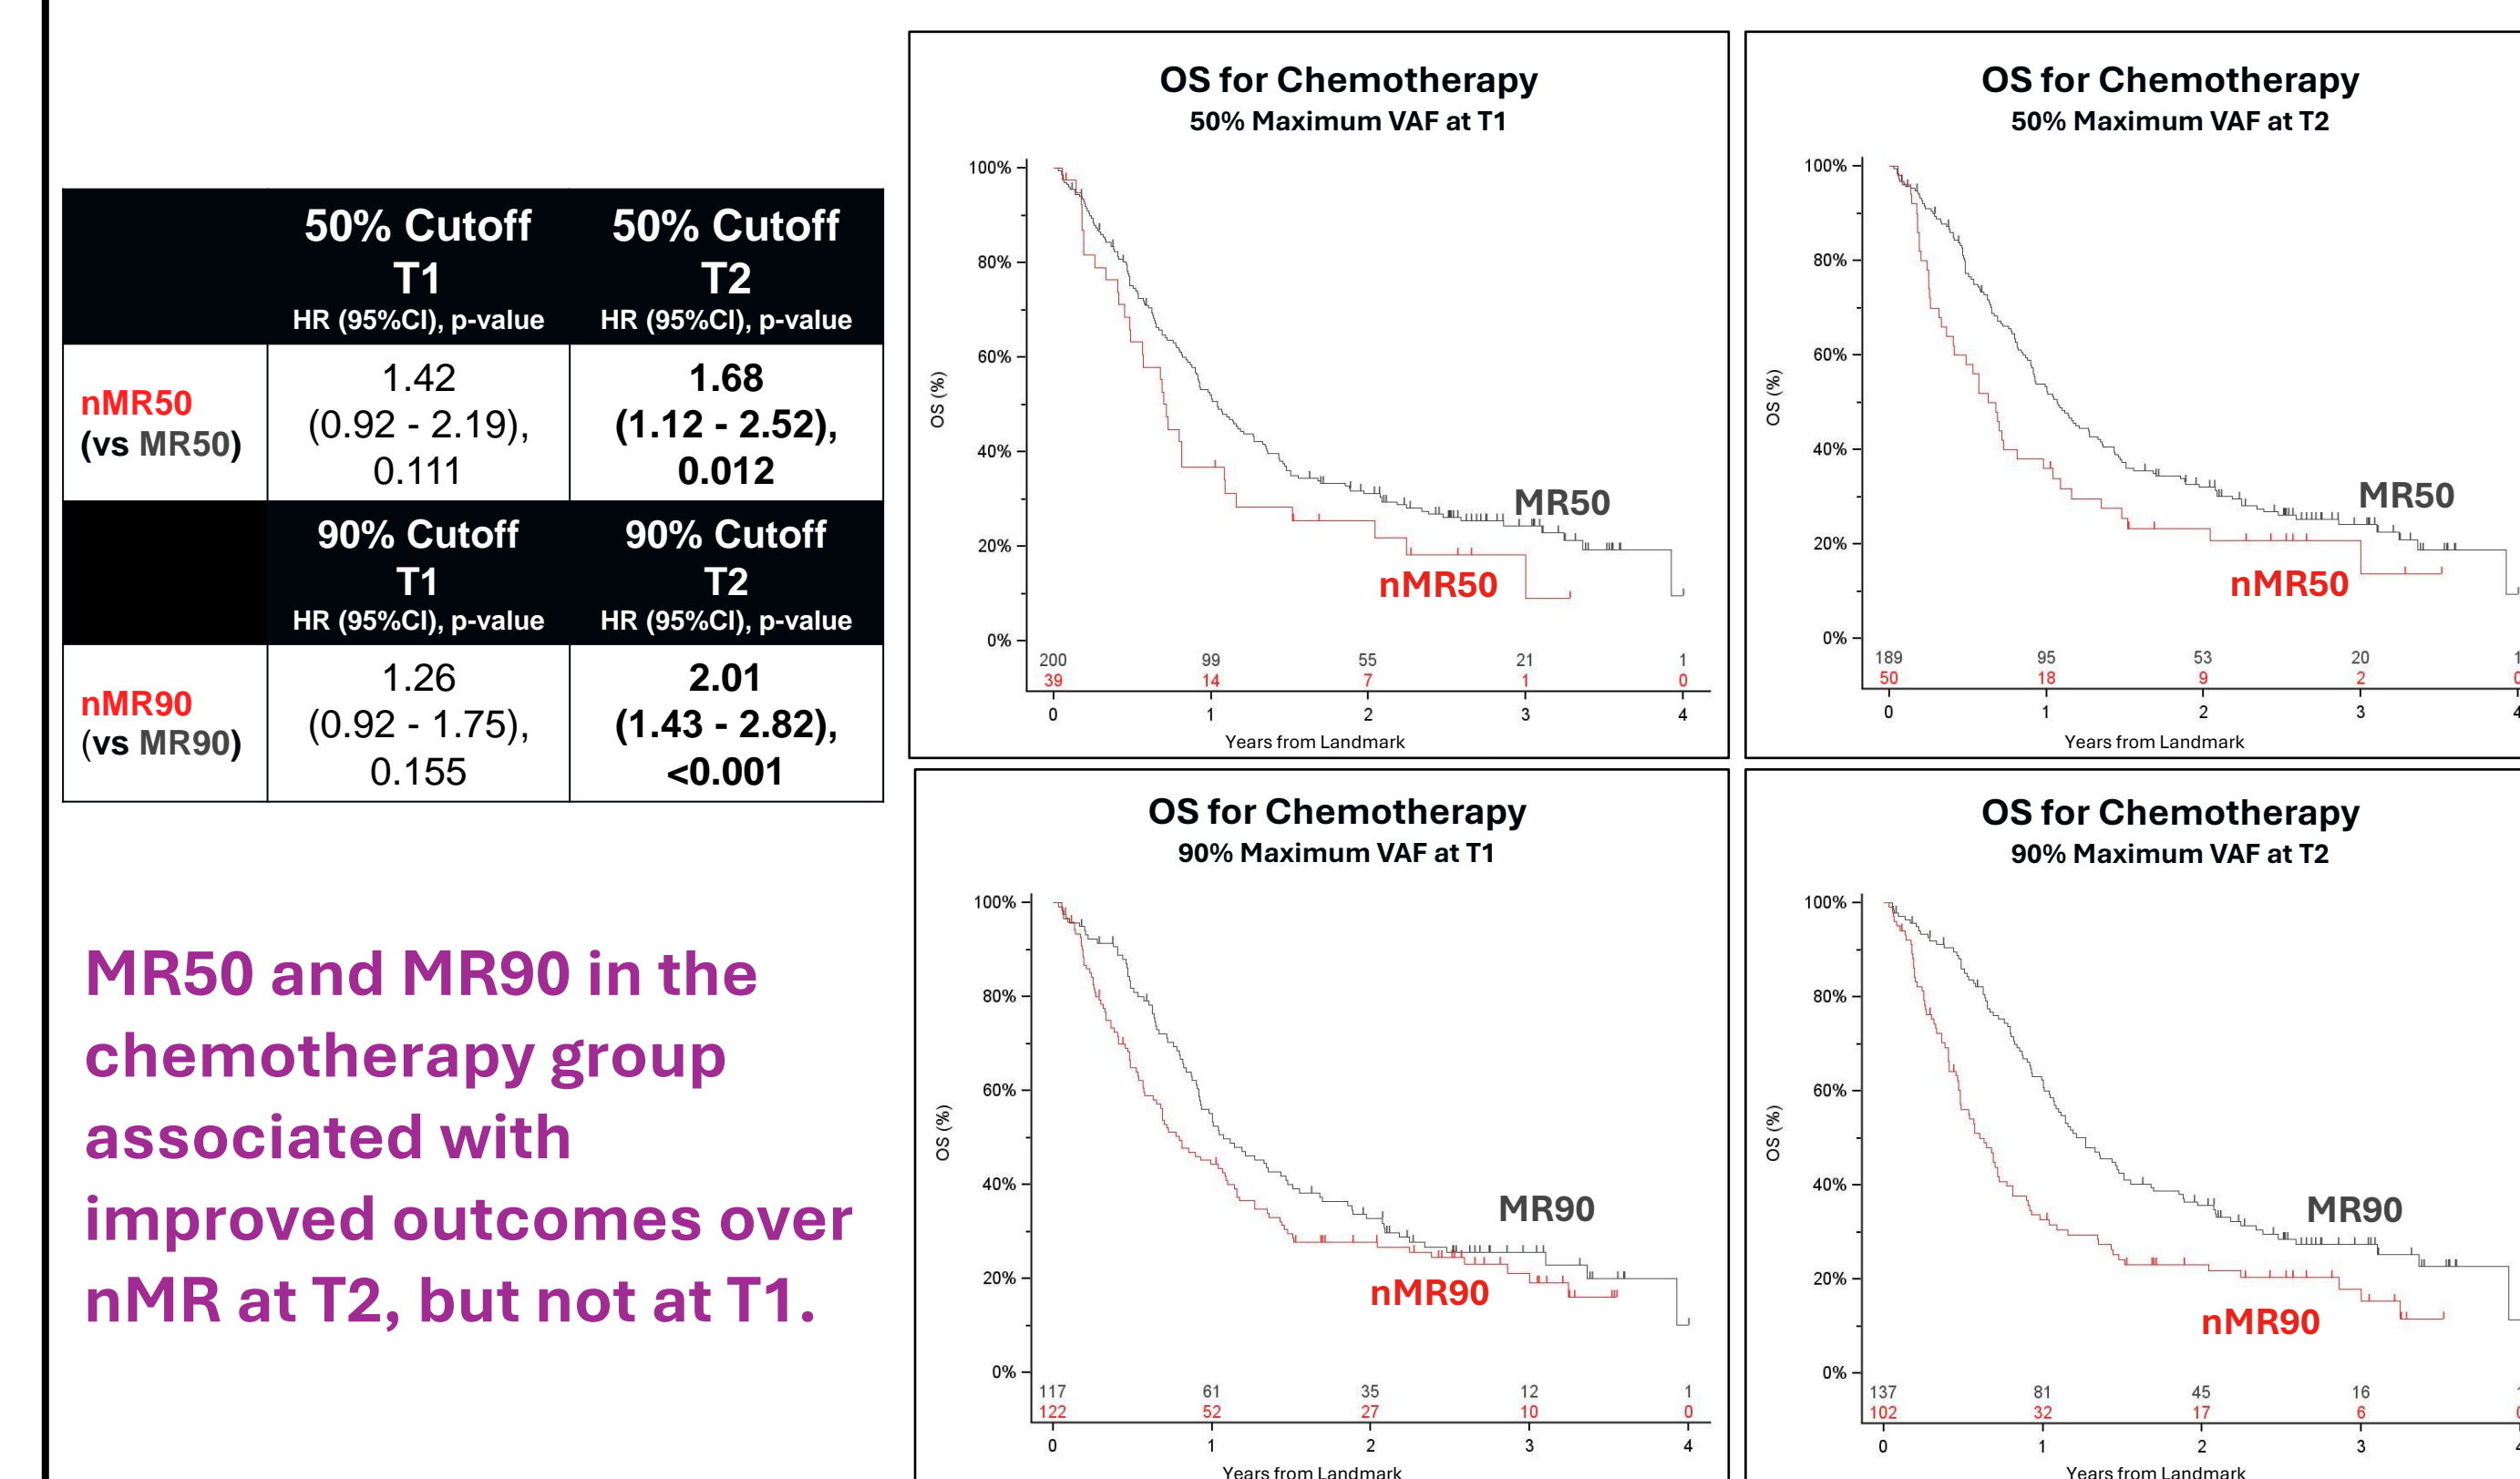 50% Cutoff
T1
HR (95%CI), p-value
50% Cutoff
T2
HR (95%CI), p-value
nMR50
(vs MR50)
1.42
(0.92 - 2.19),
0.111
1.68
(1.12 - 2.52),
0.012
90% Cutoff
T1
HR (95%CI), p-value
90% Cutoff
T2
HR (95%CI), p-value
nMR90
(vs MR90)
1.26
(0.92 - 1.75),
0.155
2.01
(1.43 - 2.82),
<0.001
MR50 and MR90 in the
chemotherapy group
associated with
improved outcomes over
nMR at T2, but not at T1.
OS for Chemotherapy
50% Maximum VAF at T1
OS (%)
100%
80%
60%
40%
20%
0%
MR50
nMR50
200 99 55 21 1
39 14 7 1 0
0 1 2 3 4
Years from Landmark
OS for Chemotherapy
50% Maximum VAF at T2
OS (%)
100%
80%
60%
40%
20%
0%
MR50
nMR50
189 95 53 20 1
50 18 9 2 0
0 1 2 3 4
Years from Landmark
OS for Chemotherapy
90% Maximum VAF at T1
OS (%)
100%
80%
60%
40%
20%
0%
MR90
nMR90
117 61 35 12 1
122 52 27 10 0
0 1 2 3 4
Years from Landmark
OS for Chemotherapy
90% Maximum VAF at T2
OS (%)
100%
80%
60%
40%
20%
0%
MR90
nMR90
137 81 45 16
102 32 17 6 0
0 1 2 3 4
Years from Landmark